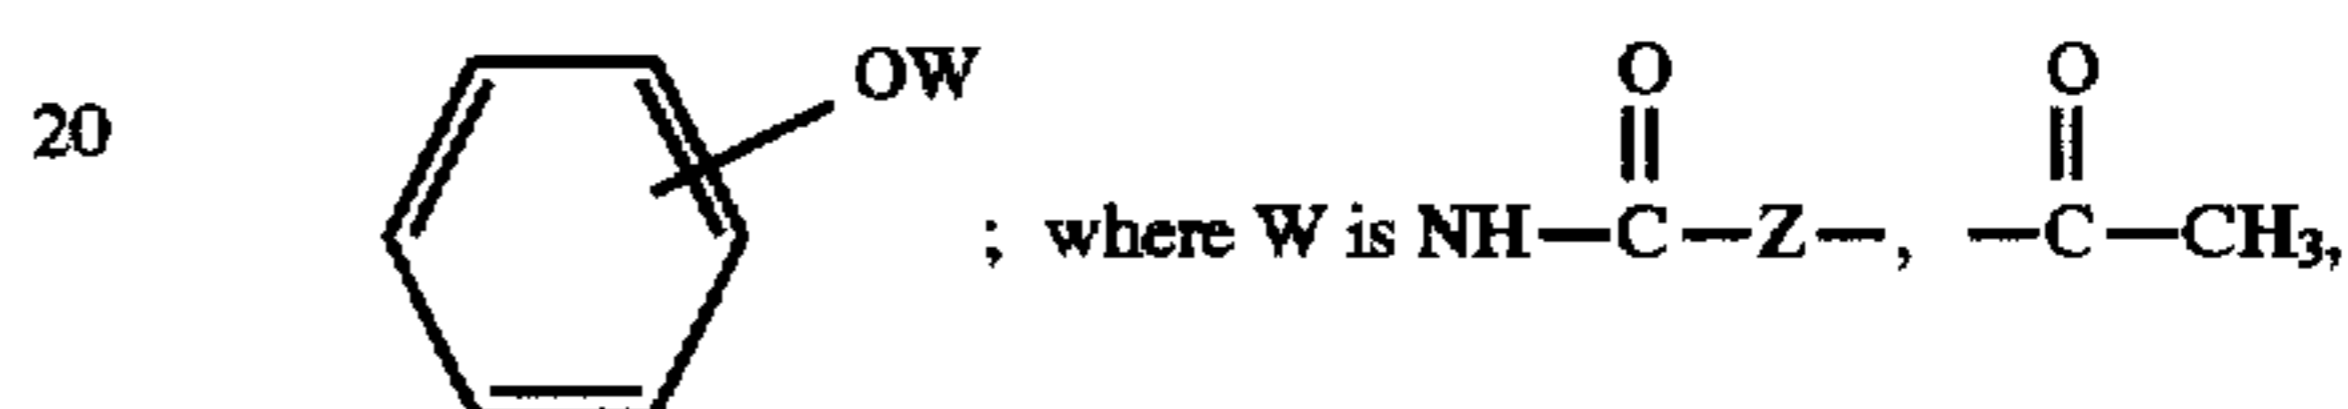 OW O O
20 ; where W is NH—C—Z—, —C—CH₃,